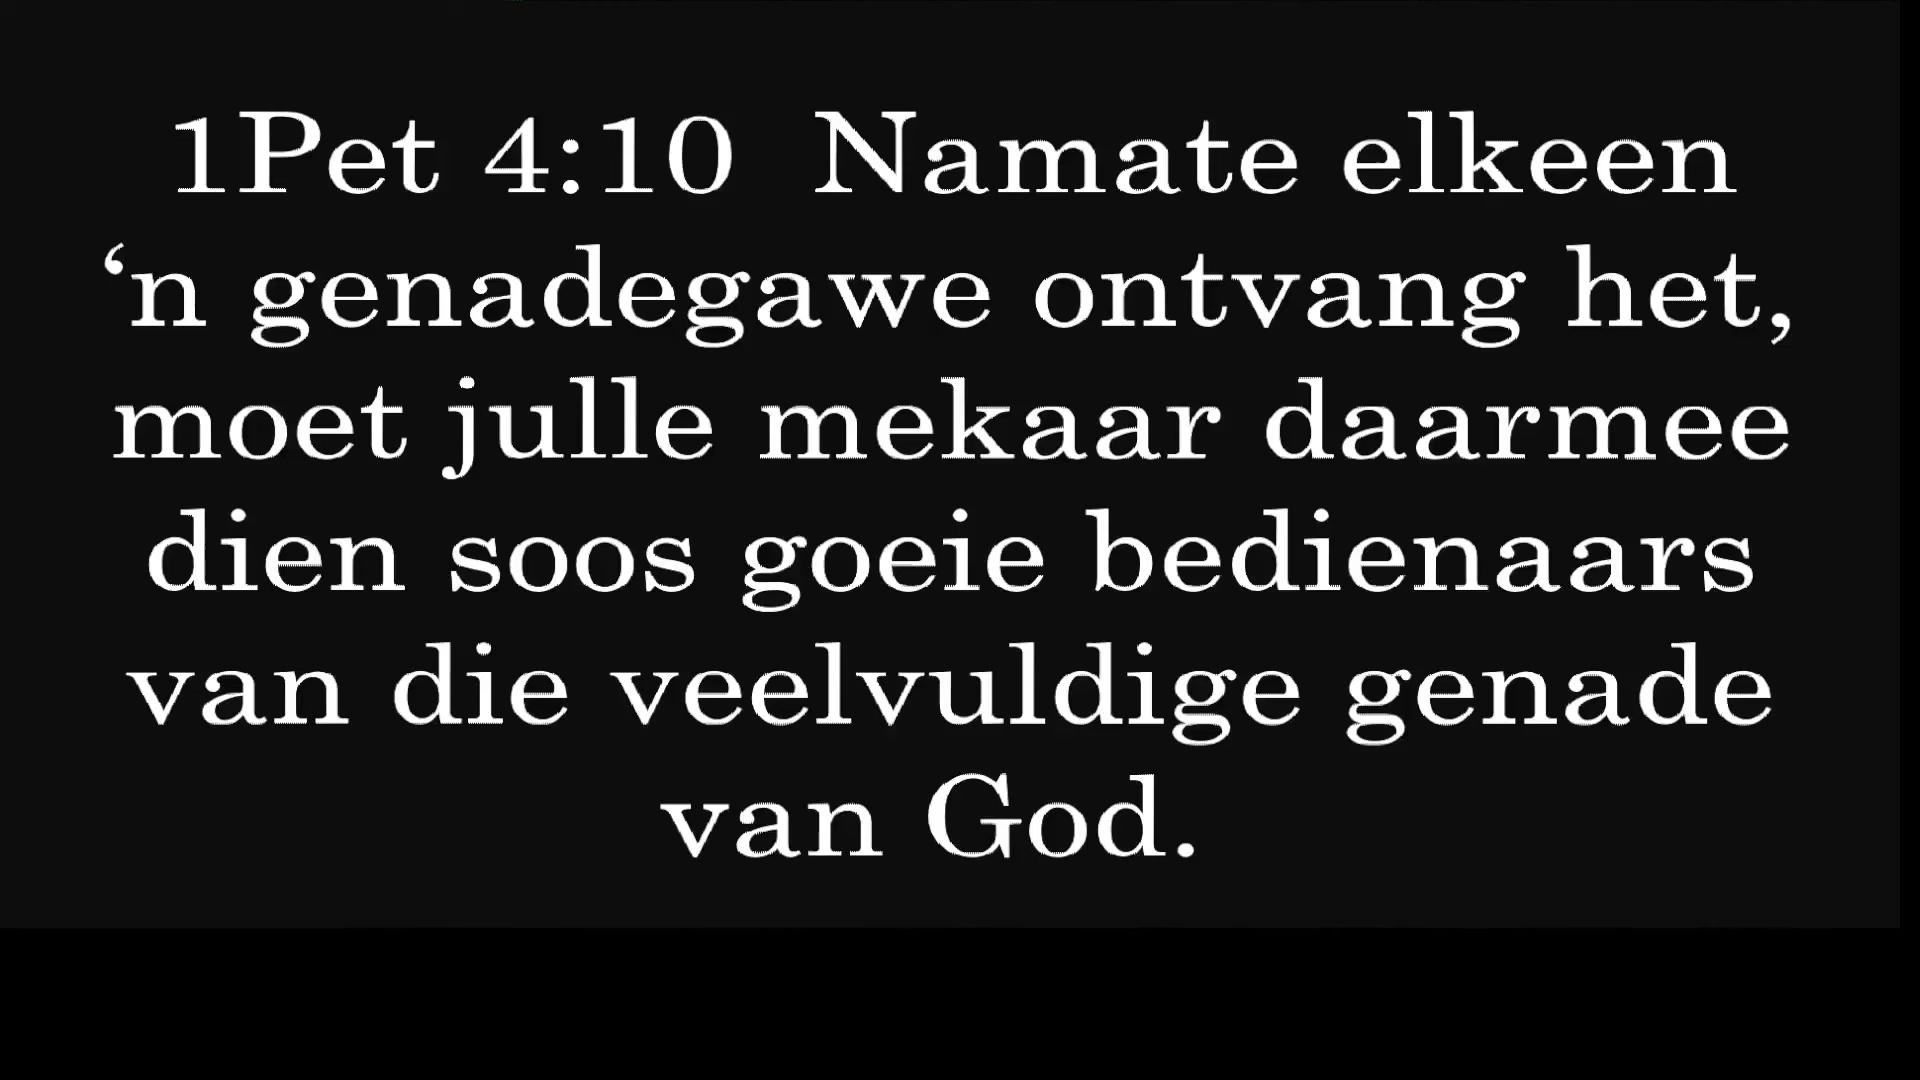 1Pet 4:10  Namate elkeen
‘n genadegawe ontvang het,
moet julle mekaar daarmee
dien soos goeie bedienaars
van die veelvuldige genade
van God.